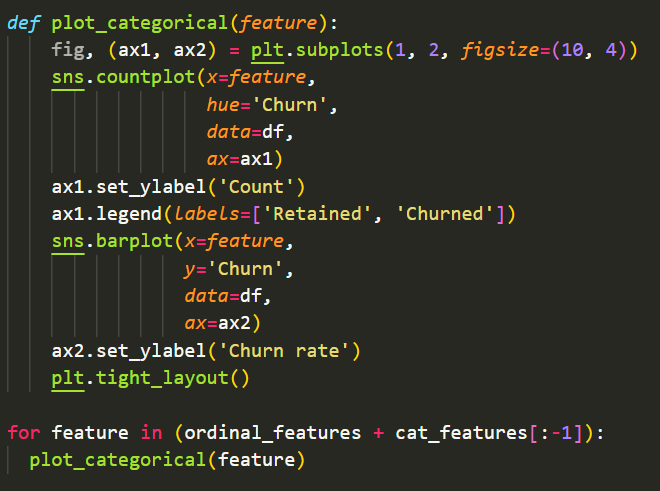 def plot_categorical(feature):
    fig, (ax1, ax2) = plt.subplots(1, 2, figsize=(10, 4))
    sns.countplot(x=feature,
                  hue='Churn',
                  data=df,
                  ax=ax1)
    ax1.set_ylabel('Count')
    ax1.legend(labels=['Retained', 'Churned'])
    sns.barplot(x=feature,
                y='Churn',
                data=df,
                ax=ax2)
    ax2.set_ylabel('Churn rate')
    plt.tight_layout()

for feature in (ordinal_features + cat_features[:-1]):
  plot_categorical(feature)